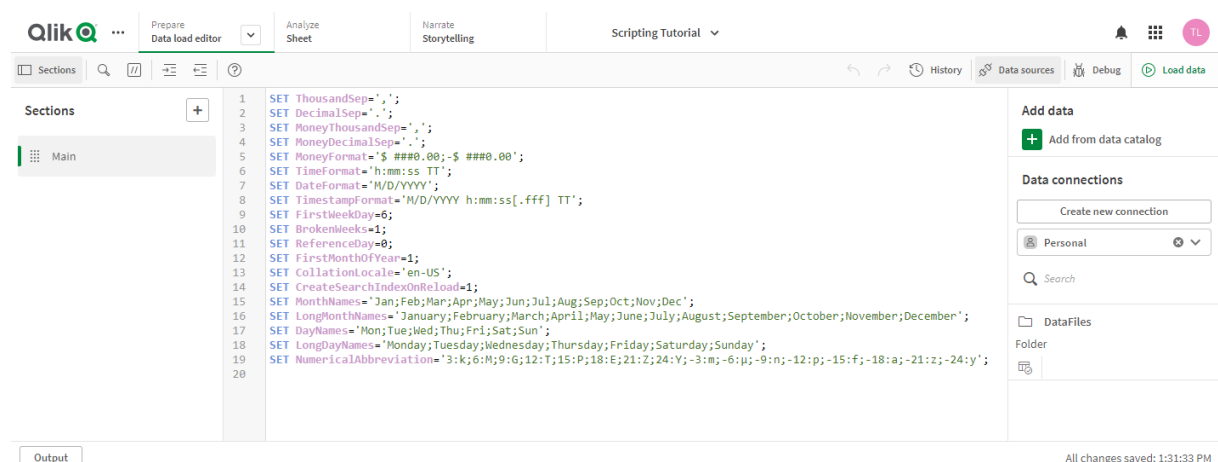 Qlik
Prepare
Data load editor
Analyze
Sheet
Narrate
Storytelling
Scripting Tutorial
TL
Sections
History
Data sources
Debug
Load data
Sections
Main
1 SET ThousandSep=',';
2 SET DecimalSep='.';
3 SET MoneyThousandSep=',';
4 SET MoneyDecimalSep='.';
5 SET MoneyFormat='$ ###0.00;-$ ###0.00';
6 SET TimeFormat='h:mm:ss TT';
7 SET DateFormat='M/D/YYYY';
8 SET TimestampFormat='M/D/YYYY h:mm:ss[.fff] TT';
9 SET FirstWeekDay=6;
10 SET BrokenWeeks=1;
11 SET ReferenceDay=0;
12 SET FirstMonthOfYear=1;
13 SET CollationLocale='en-US';
14 SET CreateSearchIndexOnReload=1;
15 SET MonthNames='Jan;Feb;Mar;Apr;May;Jun;Jul;Aug;Sep;Oct;Nov;Dec';
16 SET LongMonthNames='January;February;March;April;May;June;July;August;September;October;November;December';
17 SET DayNames='Mon;Tue;Wed;Thu;Fri;Sat;Sun';
18 SET LongDayNames='Monday;Tuesday;Wednesday;Thursday;Friday;Saturday;Sunday';
19 SET NumericalAbbreviation='3:k;6:M;9:G;12:T;15:P;18:E;21:Z;24:Y;-3:m;-6:μ;-9:n;-12:p;-15:f;-18:a;-21:z;-24:y';
20
Add data
Add from data catalog
Data connections
Create new connection
Personal
Search
DataFiles
Folder
Output
All changes saved: 1:31:33 PM